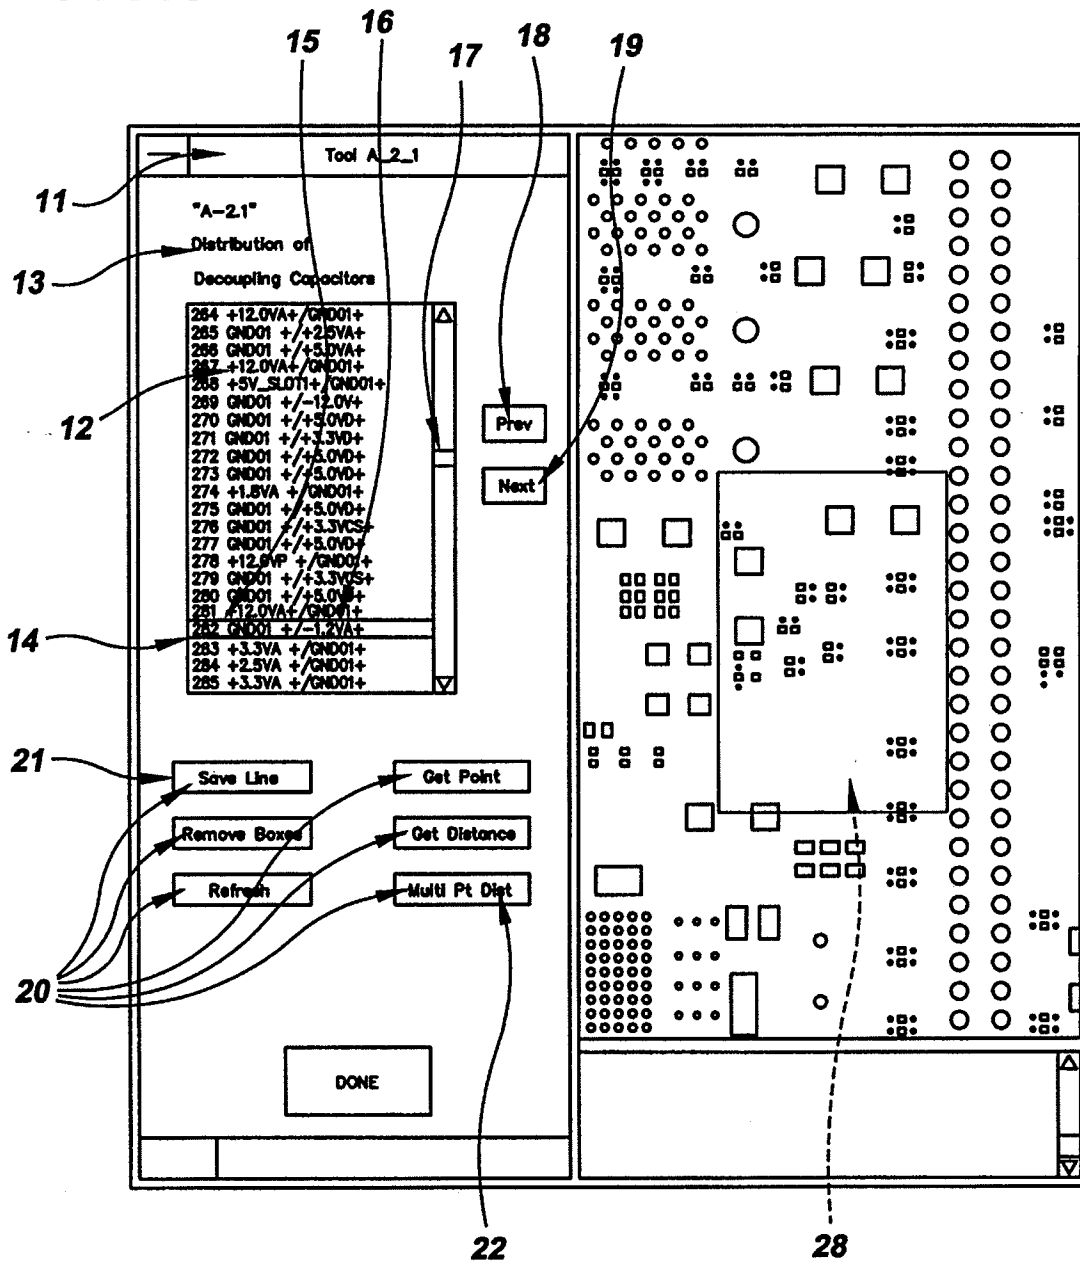 15
16
17
18
19
Tool A_2_1
11
"A-2.1"
Distribution of
13
Decoupling Capacitors
264 +12.0VA+/GND01+
265 GND01 +/+2.5VA+
266 GND01 +/+5.0VA+
267 +12.0VA+/GND01+
268 +5V_SLOT1+/GND01+
269 GND01 +/-12.0V+
12
270 GND01 +/+5.0VD+
Prev
271 GND01 +/+3.3VD+
272 GND01 +/+5.0VD+
273 GND01 +/+5.0VD+
Next
274 +1.8VA +/GND01+
275 GND01 +/+5.0VD+
276 GND01 +/+3.3VCS+
277 GND01 +/+5.0VD+
278 +12.0VP +/GND01+
279 GND01 +/+3.3VCS+
280 GND01 +/+5.0VD+
281 +12.0VA+/GND01+
14
282 GND01 +/-1.2VA+
283 +3.3VA +/GND01+
284 +2.5VA +/GND01+
285 +3.3VA +/GND01+
21
Save Line
Get Point
Remove Boxes
Get Distance
Refresh
Multi Pt Dist
20
DONE
22
28